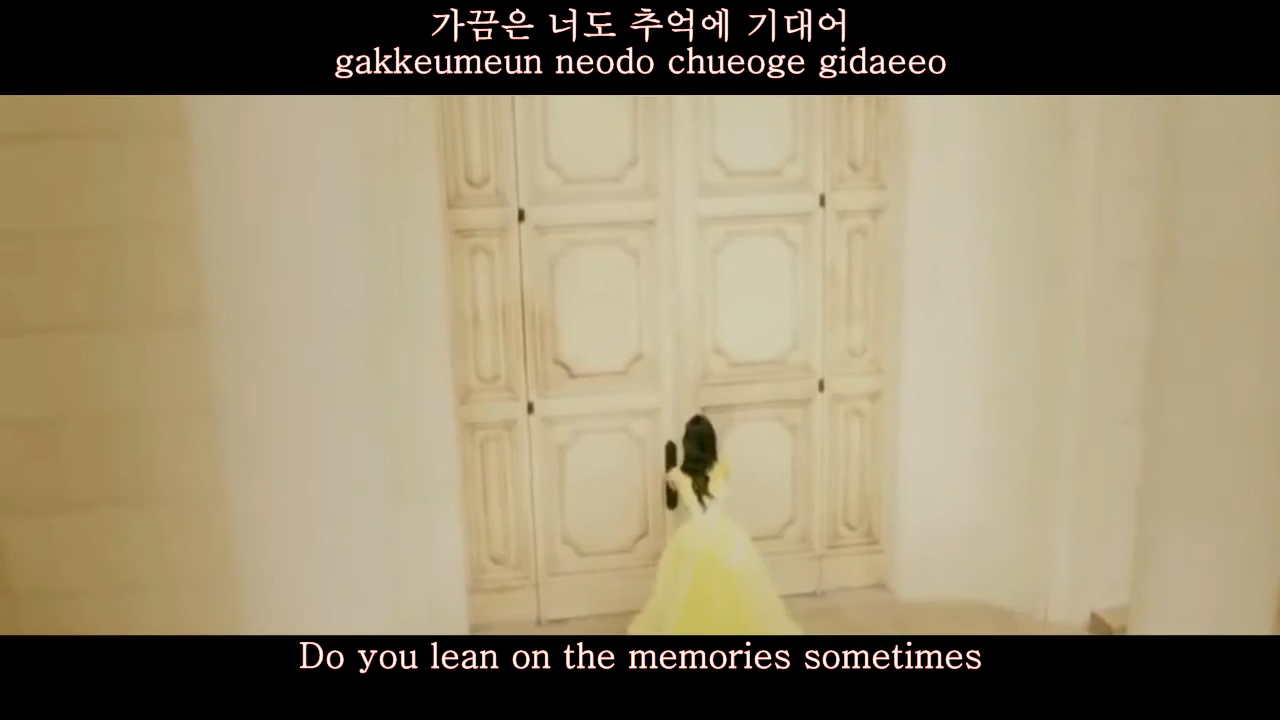 가끔은 너도 추억에 기대어
gakkeumeun neodo chueoge gidaeeo
Do you lean on the memories sometimes